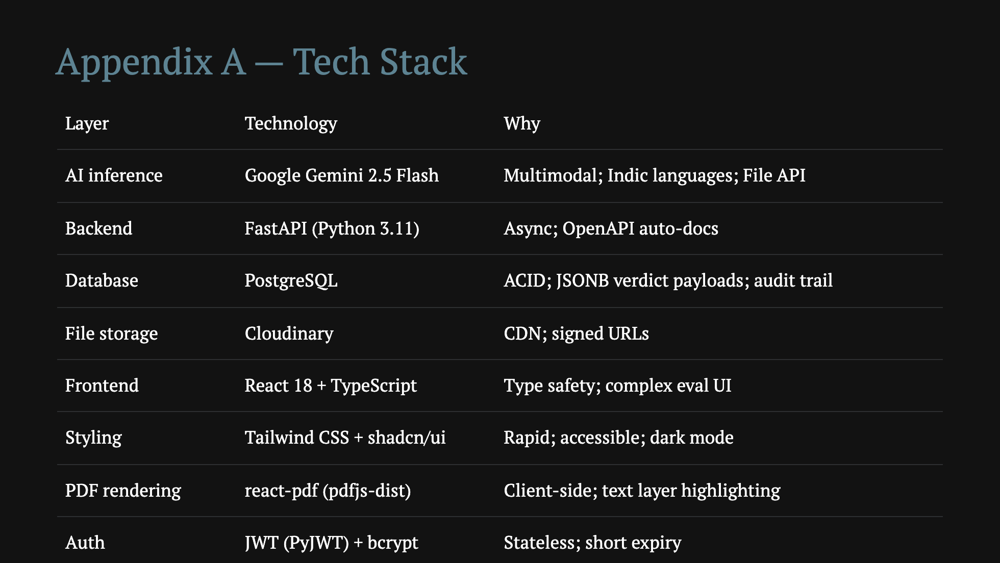 Appendix A — Tech Stack
Layer Technology Why
AI inference Google Gemini 2.5 Flash Multimodal; Indic languages; File API
Backend FastAPI (Python 3.11) Async; OpenAPI auto-docs
Database PostgreSQL ACID; JSONB verdict payloads; audit trail
File storage Cloudinary CDN; signed URLs
Frontend React 18 + TypeScript Type safety; complex eval UI
Styling Tailwind CSS + shadcn/ui Rapid; accessible; dark mode
PDF rendering react-pdf (pdfjs-dist) Client-side; text layer highlighting
Auth JWT (PyJWT) + bcrypt Stateless; short expiry